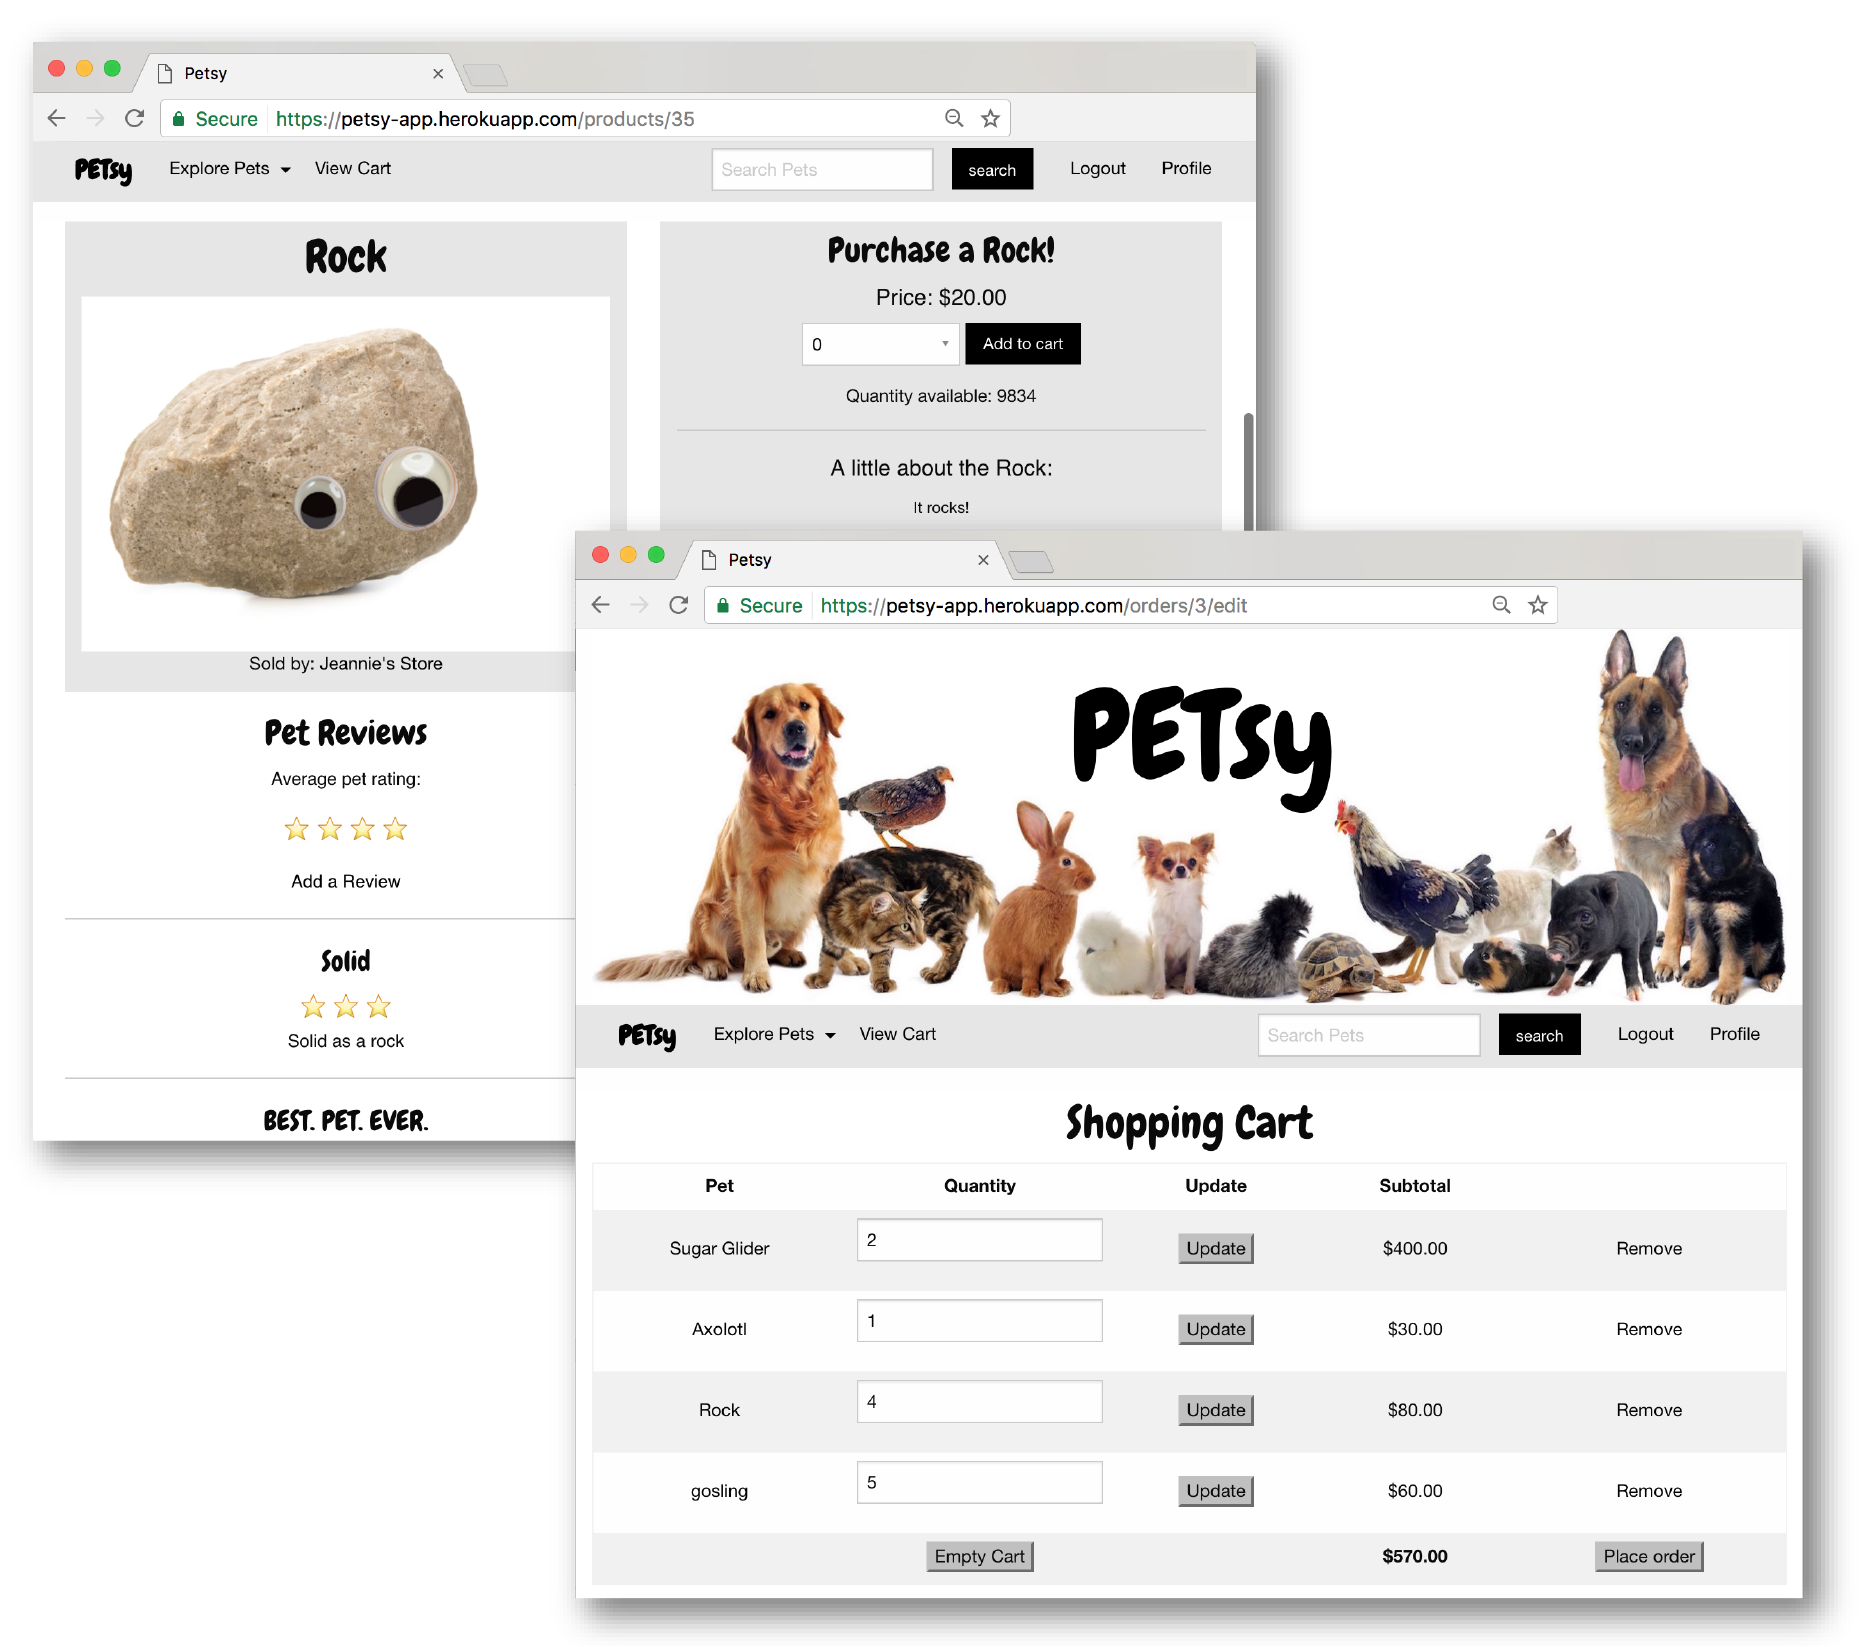 Petsy
Secure https://petsy-app.herokuapp.com/products/35
PETsy Explore Pets View Cart Search Pets search Logout Profile
Rock
Sold by: Jeannie's Store
Pet Reviews
Average pet rating:
Add a Review
Solid
Solid as a rock
BEST. PET. EVER.
Purchase a Rock!
Price: $20.00
0 Add to cart
Quantity available: 9834
A little about the Rock:
It rocks!
Petsy
Secure https://petsy-app.herokuapp.com/orders/3/edit
PETsy
PETsy Explore Pets View Cart Search Pets search Logout Profile
Shopping Cart
Pet Quantity Update Subtotal
Sugar Glider 2 Update $400.00 Remove
Axolotl 1 Update $30.00 Remove
Rock 4 Update $80.00 Remove
gosling 5 Update $60.00 Remove
Empty Cart $570.00 Place order